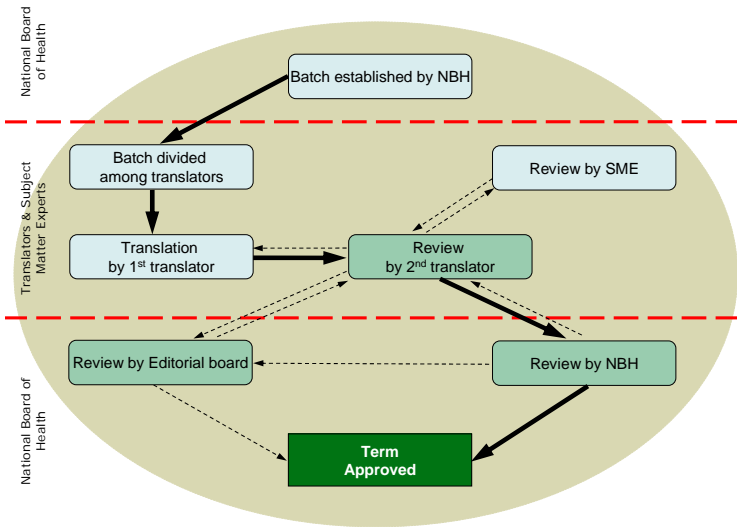 National Board
of Health
Batch established by NBH
Translators & Subject
Matter Experts
Batch divided
among translators
Review by SME
Translation
by 1st translator
Review
by 2nd translator
National Board of
Health
Review by Editorial board
Review by NBH
Term
Approved